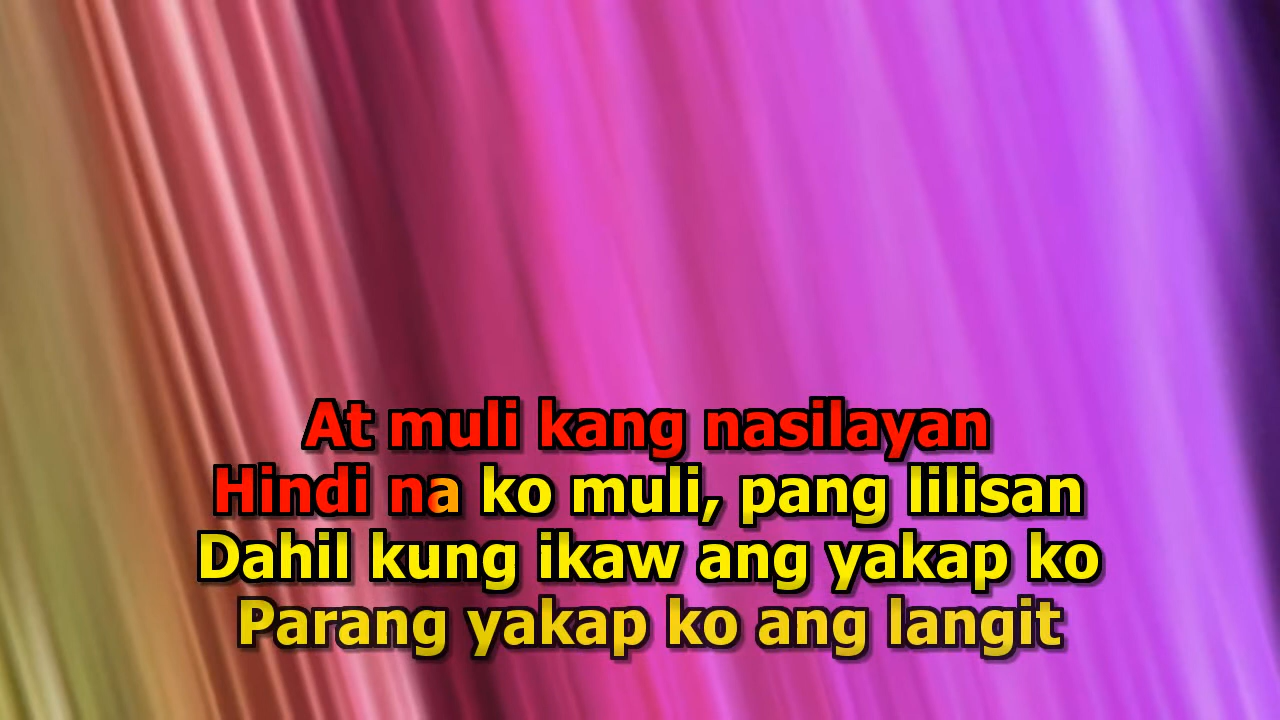 At muli kang nasilayan
Hindi na ko muli, pang lilisan
Dahil kung ikaw ang yakap ko
Parang yakap ko ang langit